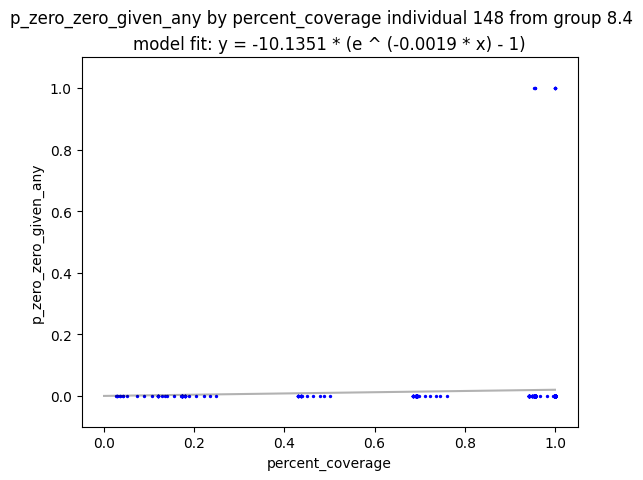 p_zero_zero_given_any by percent_coverage individual 148 from group 8.4
model fit: y = -10.1351 * (e ^ (-0.0019 * x) - 1)
1.0
0.8
0.6
0.4
0.2
0.0
p_zero_zero_given_any
0.0 0.2 0.4 0.6 0.8 1.0
percent_coverage